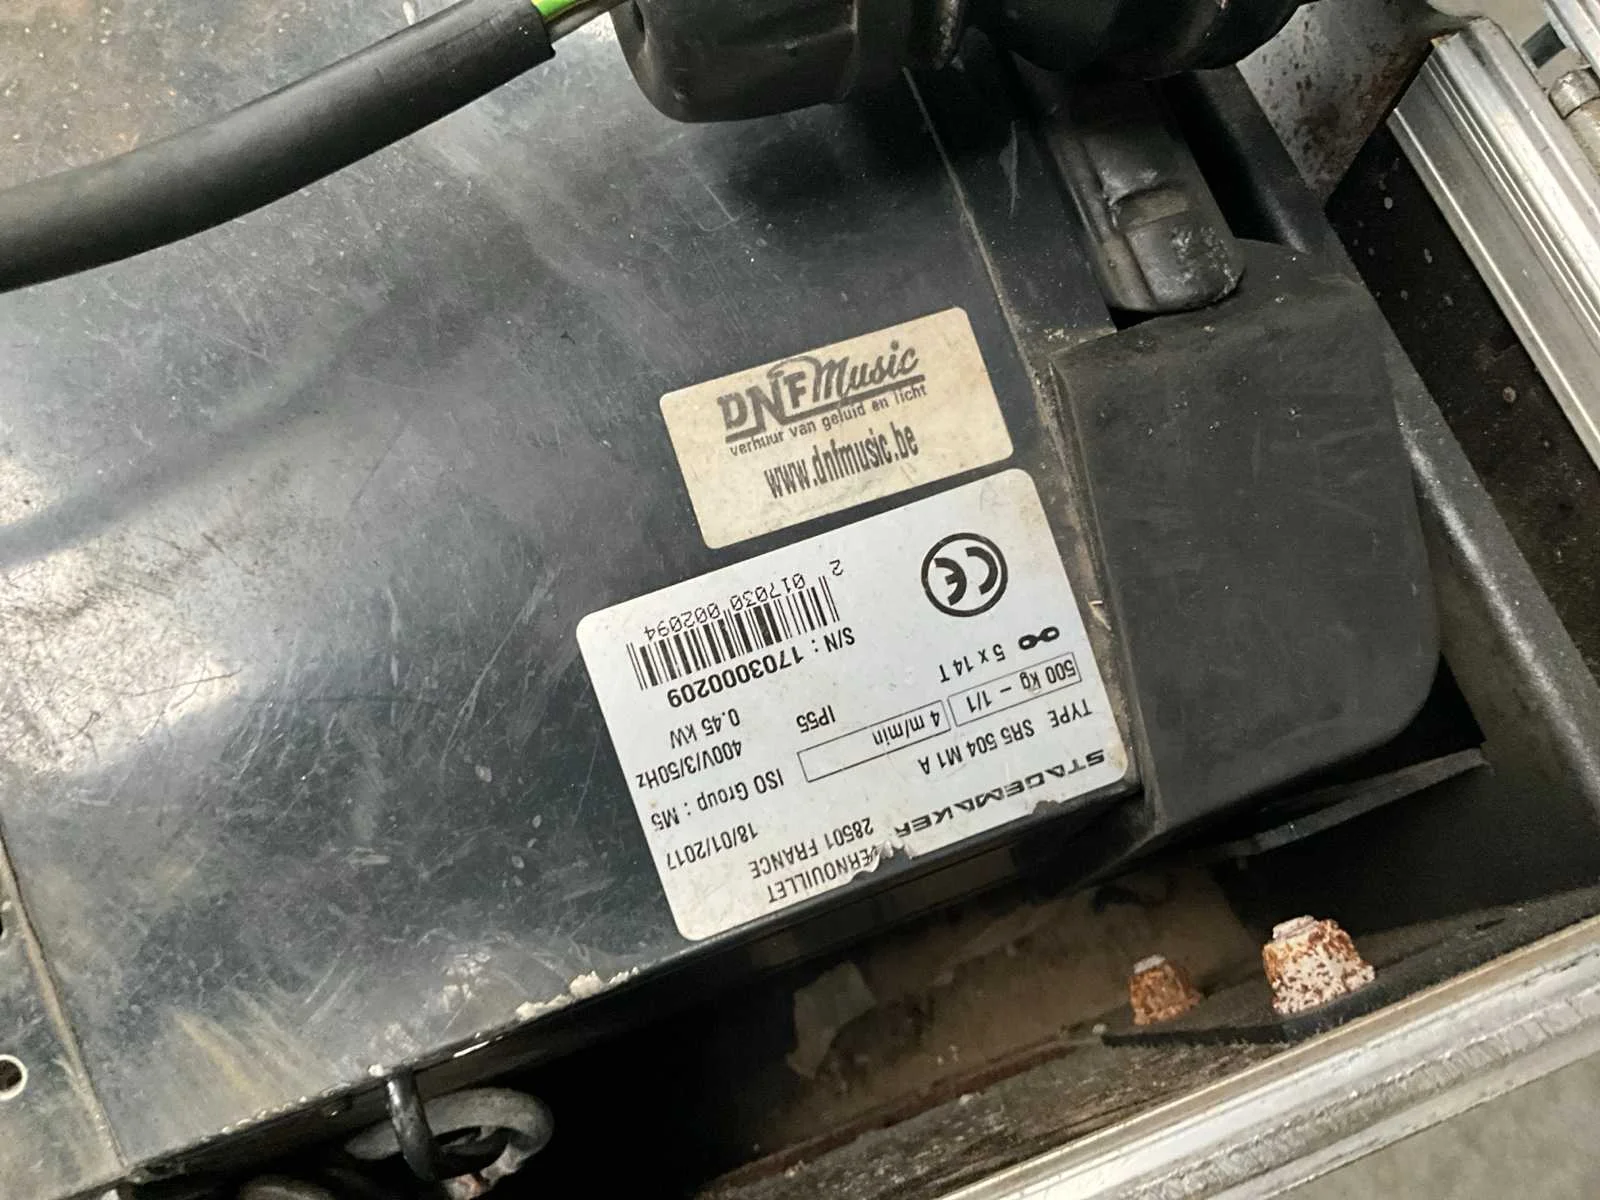 DNF Music
verhuur van geluid en licht
www.dnfmusic.be
STAGEMAKER
VERNOUILLET
28501 FRANCE
TYPE SR5 504 M1 A
18/01/2017
500 kg - 1/1
4 m/min
ISO Group : M5
5 x 14 T
IP55
400V/3/50Hz
0.45 kW
S/N : 1703000209
2 017030 002094
CE